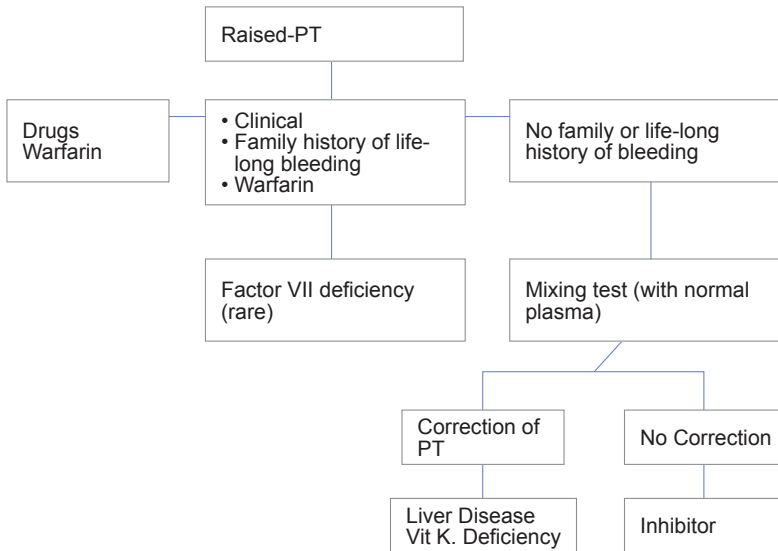 Raised-PT
Drugs
Warfarin
• Clinical
• Family history of life-
long bleeding
• Warfarin
No family or life-long
history of bleeding
Factor VII deficiency
(rare)
Mixing test (with normal
plasma)
Correction of
PT
No Correction
Liver Disease
Vit K. Deficiency
Inhibitor